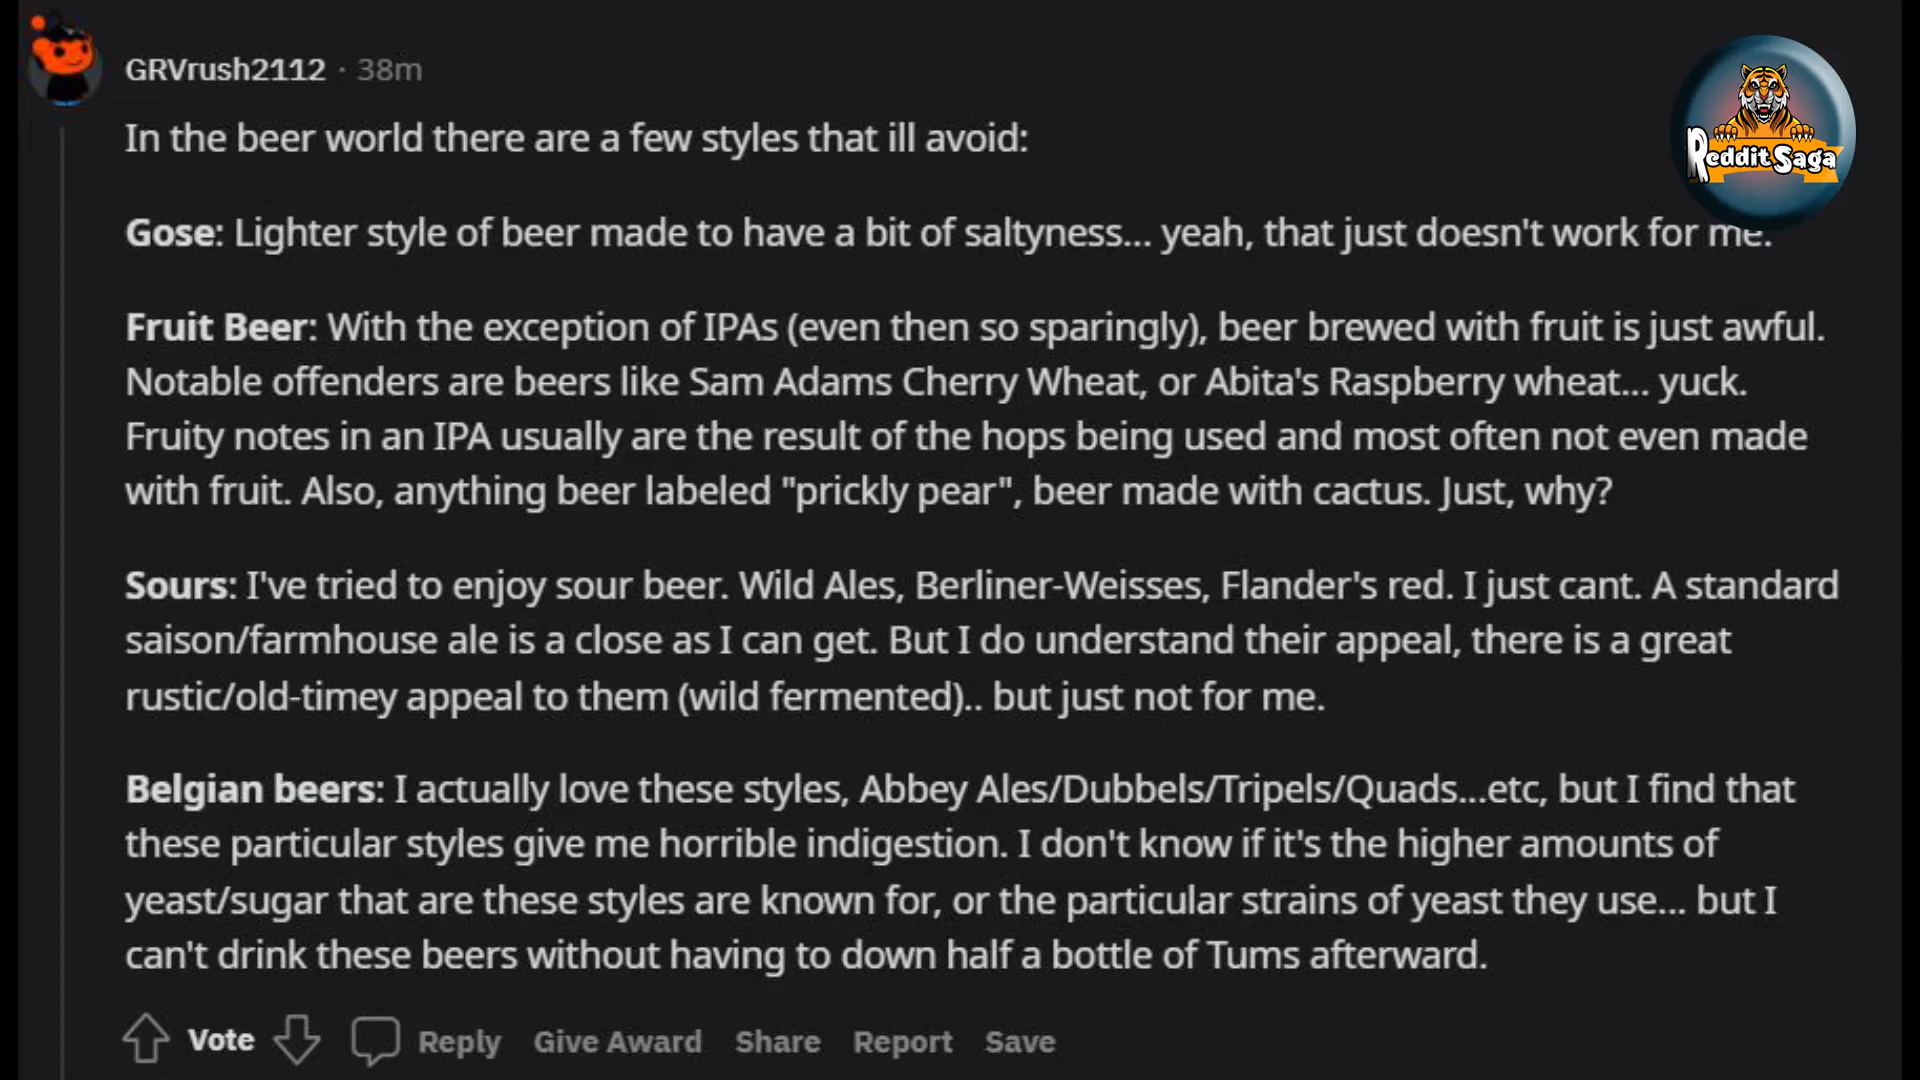 GRVrush2112 · 38m
Reddit Saga
In the beer world there are a few styles that ill avoid:
Gose: Lighter style of beer made to have a bit of saltyness... yeah, that just doesn't work for me.
Fruit Beer: With the exception of IPAs (even then so sparingly), beer brewed with fruit is just awful.
Notable offenders are beers like Sam Adams Cherry Wheat, or Abita's Raspberry wheat... yuck.
Fruity notes in an IPA usually are the result of the hops being used and most often not even made
with fruit. Also, anything beer labeled "prickly pear", beer made with cactus. Just, why?
Sours: I've tried to enjoy sour beer. Wild Ales, Berliner-Weisses, Flander's red. I just cant. A standard
saison/farmhouse ale is a close as I can get. But I do understand their appeal, there is a great
rustic/old-timey appeal to them (wild fermented).. but just not for me.
Belgian beers: I actually love these styles, Abbey Ales/Dubbels/Tripels/Quads...etc, but I find that
these particular styles give me horrible indigestion. I don't know if it's the higher amounts of
yeast/sugar that are these styles are known for, or the particular strains of yeast they use... but I
can't drink these beers without having to down half a bottle of Tums afterward.
Vote Reply Give Award Share Report Save